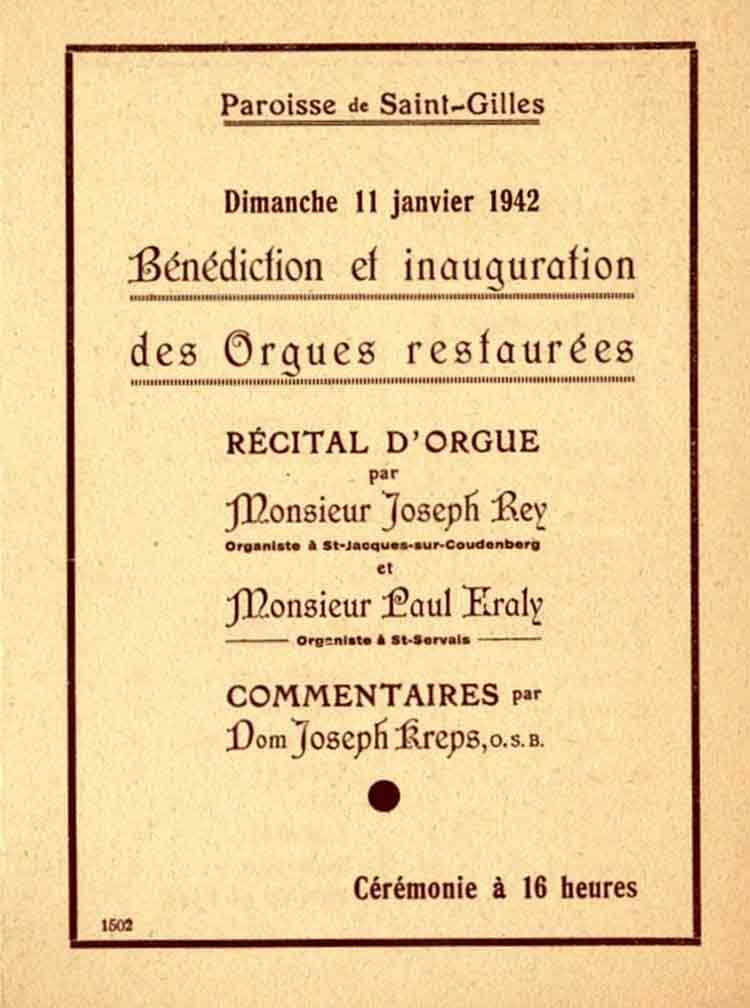 Paroisse de Saint-Gilles
Dimanche 11 janvier 1942
Bénédiction et inauguration
des Orgues restaurées
RÉCITAL D'ORGUE
par
Monsieur Joseph Rey
Organiste à St-Jacques-sur-Coudenberg
et
Monsieur Paul Eraly
Organiste à St-Servais
COMMENTAIRES par
Dom Joseph Kreps, O. S. B.
Cérémonie à 16 heures
1502